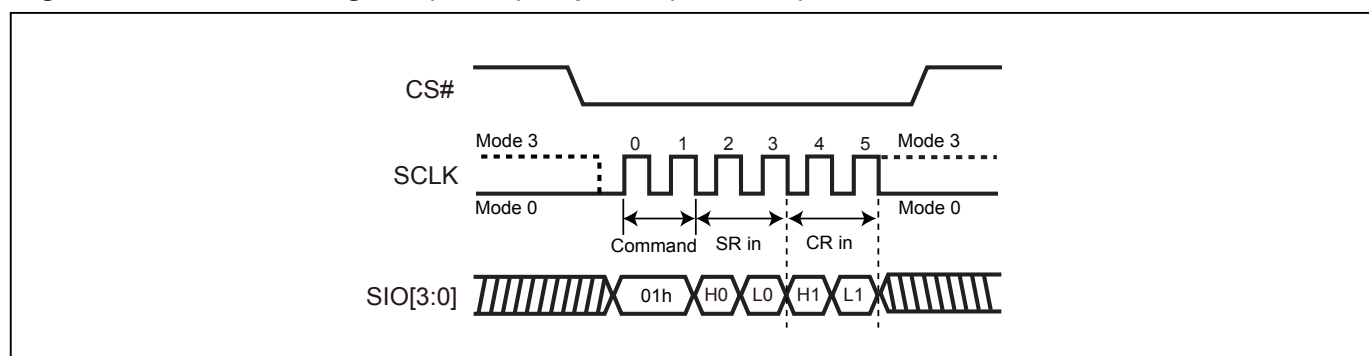 CS#
Mode 3 0 1 2 3 4 5 Mode 3
SCLK
Mode 0 Mode 0
Command SR in CR in
SIO[3:0] 01h H0 L0 H1 L1